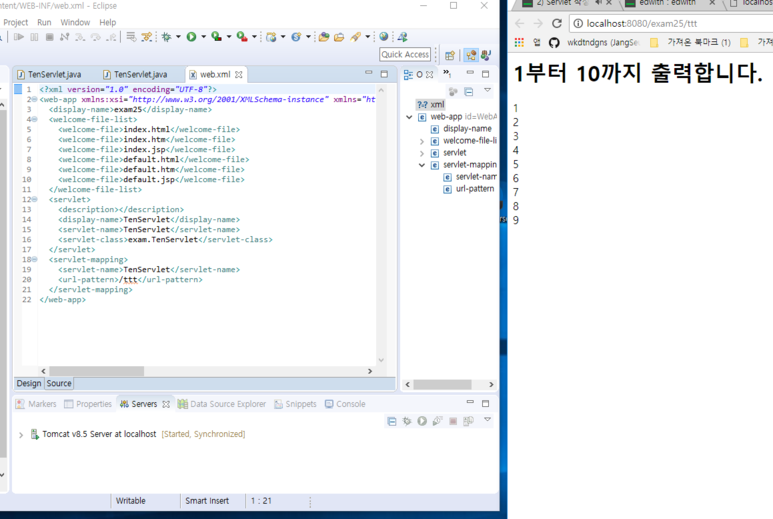 ntent/WEB-INF/web.xml - Eclipse
Project Run Window Help
Quick Access
TenServlet.java TenServlet.java web.xml
1 <?xml version="1.0" encoding="UTF-8"?>
2 <web-app xmlns:xsi="http://www.w3.org/2001/XMLSchema-instance" xmlns="ht
3 <display-name>exam25</display-name>
4 <welcome-file-list>
5 <welcome-file>index.html</welcome-file>
6 <welcome-file>index.htm</welcome-file>
7 <welcome-file>index.jsp</welcome-file>
8 <welcome-file>default.html</welcome-file>
9 <welcome-file>default.htm</welcome-file>
10 <welcome-file>default.jsp</welcome-file>
11 </welcome-file-list>
12 <servlet>
13 <description></description>
14 <display-name>TenServlet</display-name>
15 <servlet-name>TenServlet</servlet-name>
16 <servlet-class>exam.TenServlet</servlet-class>
17 </servlet>
18 <servlet-mapping>
19 <servlet-name>TenServlet</servlet-name>
20 <url-pattern>/ttt</url-pattern>
21 </servlet-mapping>
22 </web-app>
Design Source
xml
web-app id=WebA
display-name
welcome-file-li
servlet
servlet-mappin
servlet-nam
url-pattern
Markers Properties Servers Data Source Explorer Snippets Console
Tomcat v8.5 Server at localhost [Started, Synchronized]
Writable Smart Insert 1 : 21
2) Servlet edwith : edwith localhos
localhost:8080/exam25/ttt
앱 wkdtndgns (JangSe 가져온 북마크 (1) 가져
1부터 10까지 출력합니다.
1
2
3
4
5
6
7
8
9